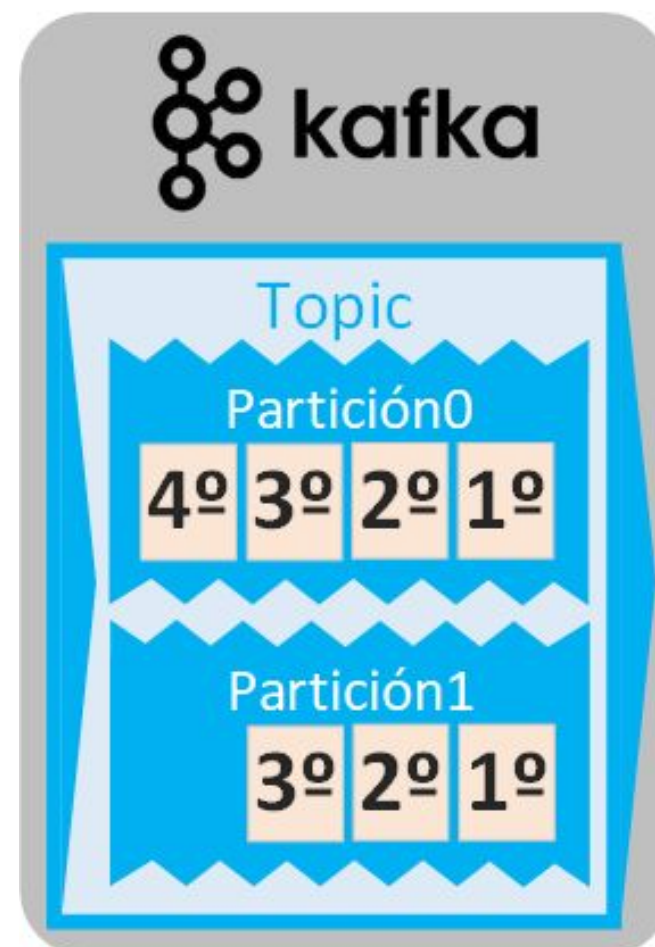 kafka
Topic
Partición0
4º 3º 2º 1º
Partición1
3º 2º 1º